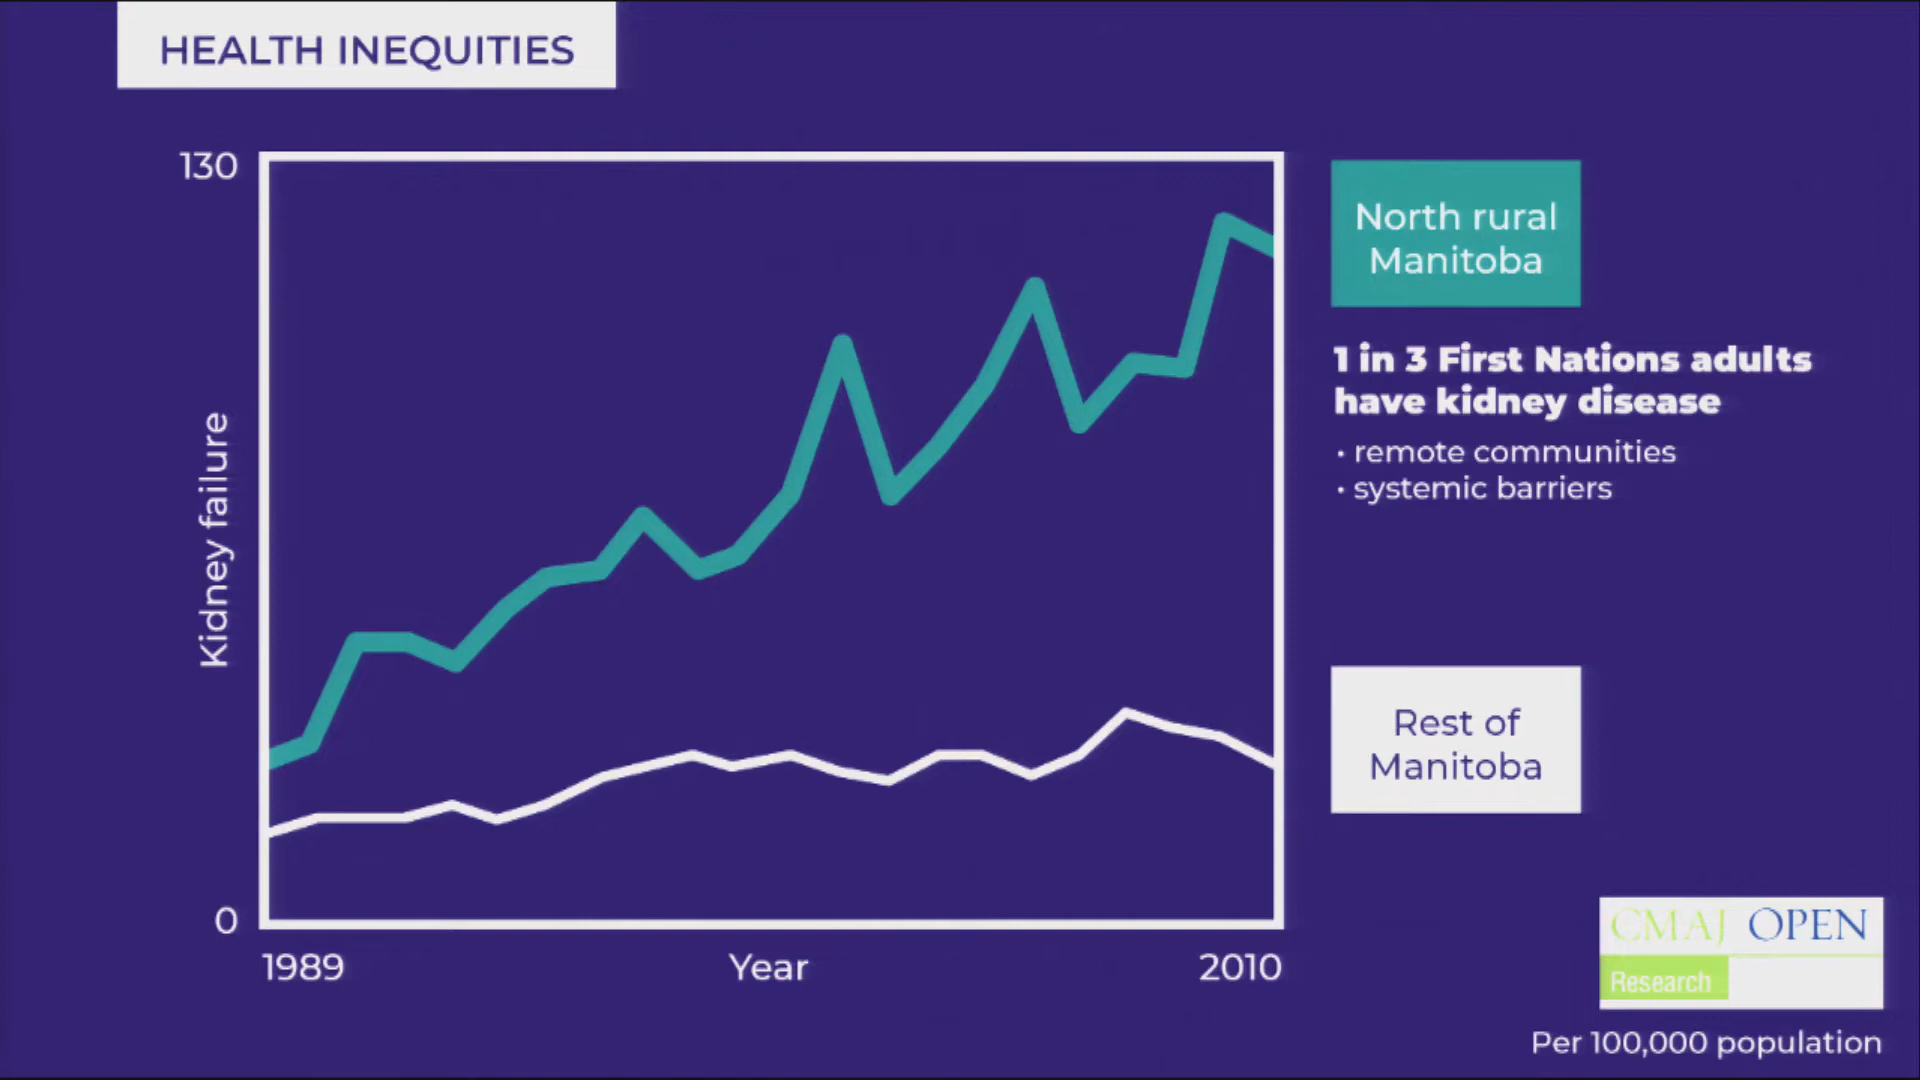 HEALTH INEQUITIES
130
Kidney failure
0
1989
Year
2010
North rural
Manitoba
1 in 3 First Nations adults
have kidney disease
• remote communities
• systemic barriers
Rest of
Manitoba
CMAJ OPEN
Research
Per 100,000 population